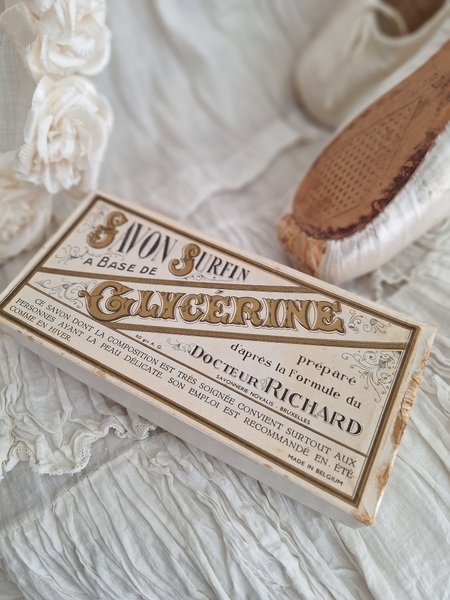 SAVON SURFIN
A BASE DE
GLYCÉRINE
préparé
d'après la Formule du
DOCTEUR RICHARD
SAVONNERIE NOVALIS - BRUXELLES
CE SAVON DONT LA COMPOSITION EST TRÈS SOIGNÉE CONVIENT SURTOUT AUX
PERSONNES AYANT LA PEAU DÉLICATE. SON EMPLOI EST RECOMMANDÉ EN ÉTÉ
COMME EN HIVER
MADE IN BELGIUM